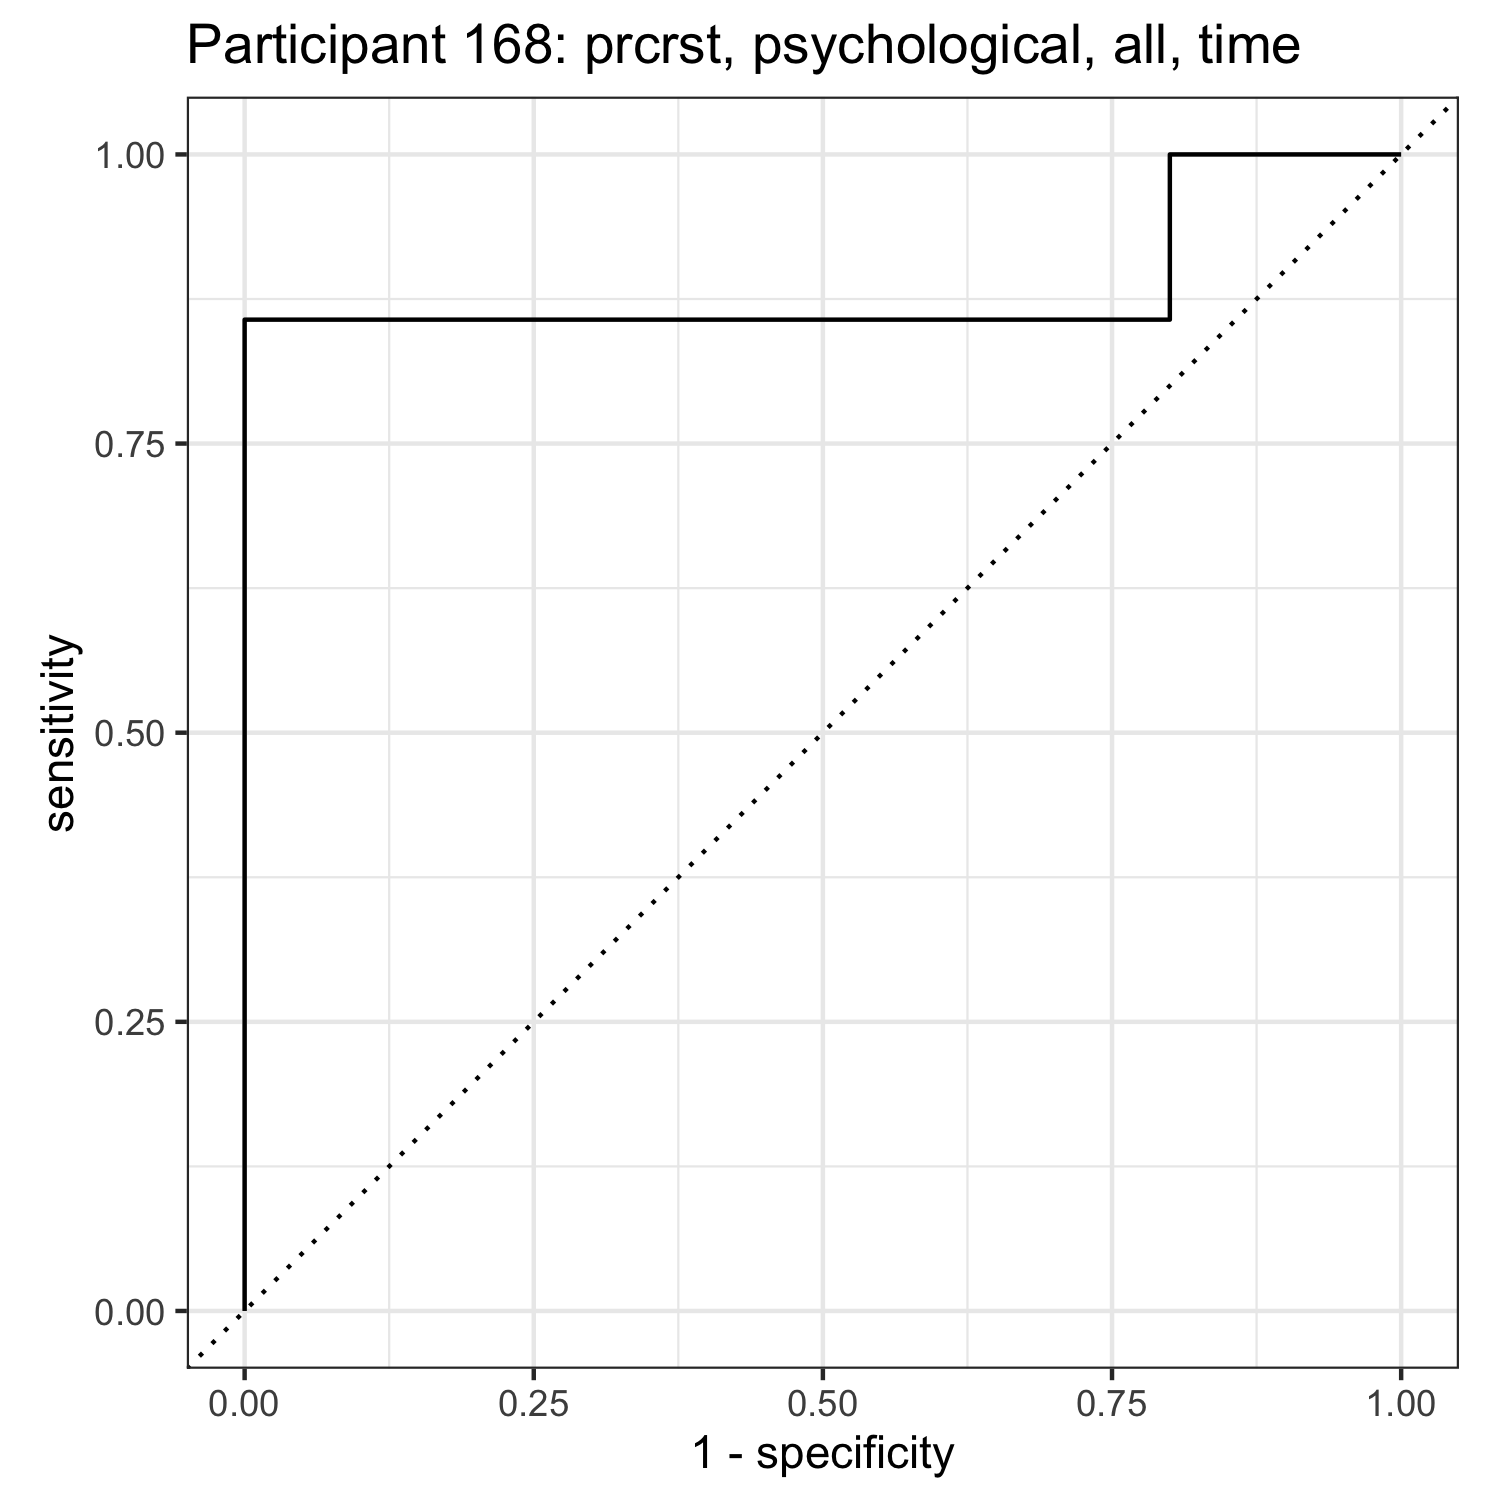 Participant 168: prcrst, psychological, all, time
1.00
0.75
0.50
0.25
0.00
sensitivity
0.00 0.25 0.50 0.75 1.00
1 - specificity